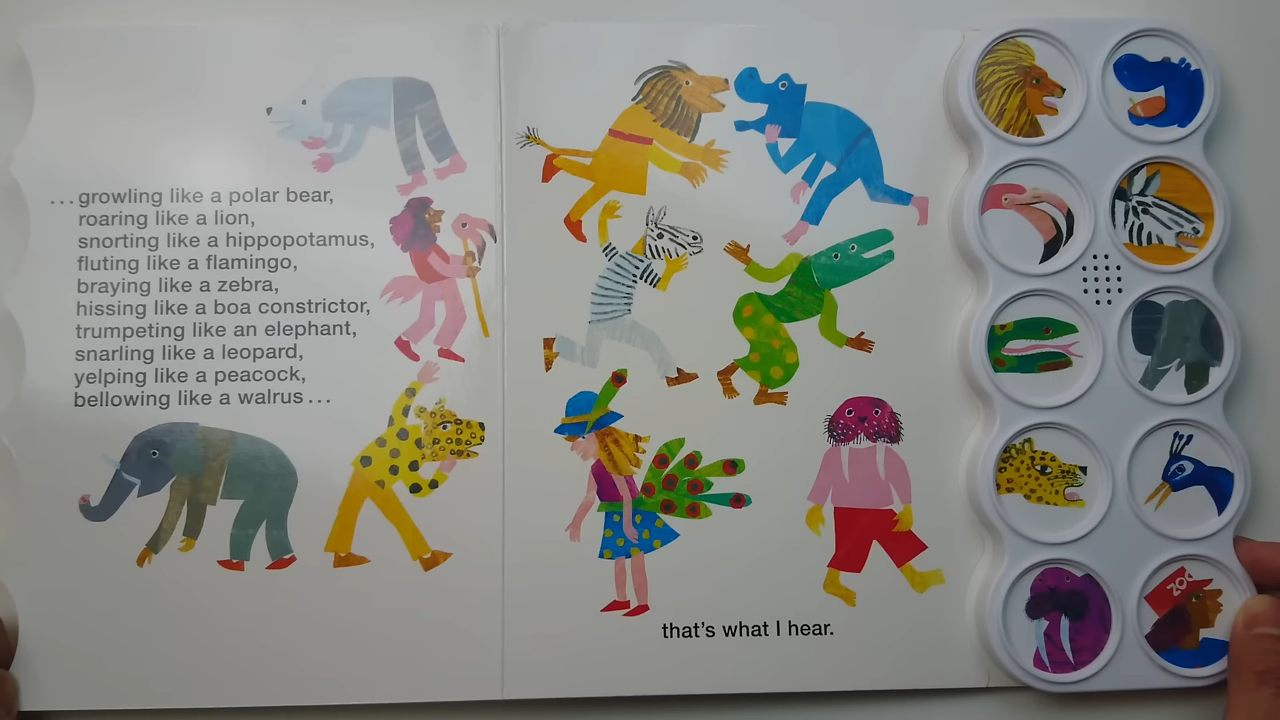 ...growling like a polar bear,
roaring like a lion,
snorting like a hippopotamus,
fluting like a flamingo,
braying like a zebra,
hissing like a boa constrictor,
trumpeting like an elephant,
snarling like a leopard,
yelping like a peacock,
bellowing like a walrus...
that's what I hear.
ZOO